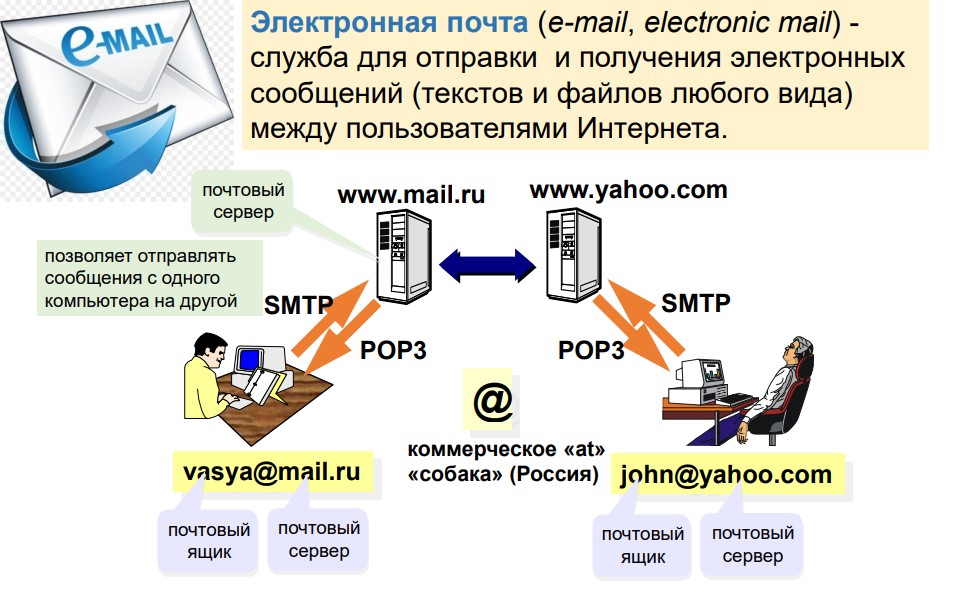 e-MAIL
Электронная почта (e-mail, electronic mail) -
служба для отправки и получения электронных
сообщений (текстов и файлов любого вида)
между пользователями Интернета.
почтовый
сервер
www.mail.ru
www.yahoo.com
позволяет отправлять
сообщения с одного
компьютера на другой
SMTP
POP3
SMTP
POP3
@
коммерческое «at»
«собака» (Россия)
vasya@mail.ru
john@yahoo.com
почтовый
ящик
почтовый
сервер
почтовый
ящик
почтовый
сервер